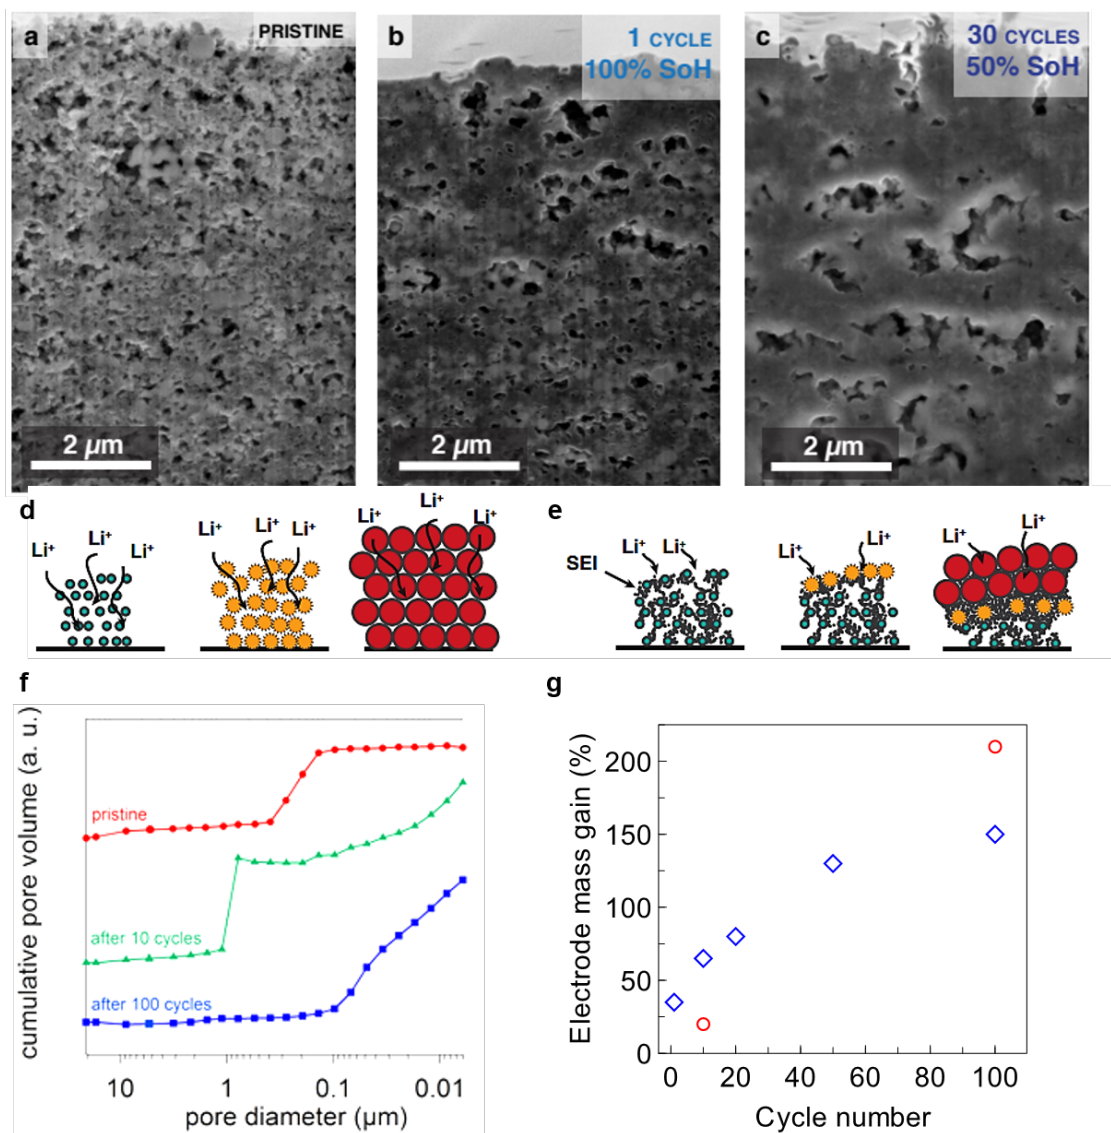 a
PRISTINE
2 µm
b
1 CYCLE
100% SoH
2 µm
c
30 CYCLES
50% SoH
2 µm
d
Li⁺
Li⁺
Li⁺
Li⁺
Li⁺
Li⁺
Li⁺
Li⁺
Li⁺
e
SEI
Li⁺
Li⁺
Li⁺
Li⁺
Li⁺
Li⁺
f
cumulative pore volume (a. u.)
pristine
after 10 cycles
after 100 cycles
10
1
0.1
0.01
pore diameter (µm)
g
Electrode mass gain (%)
200
150
100
50
0
0
20
40
60
80
100
Cycle number